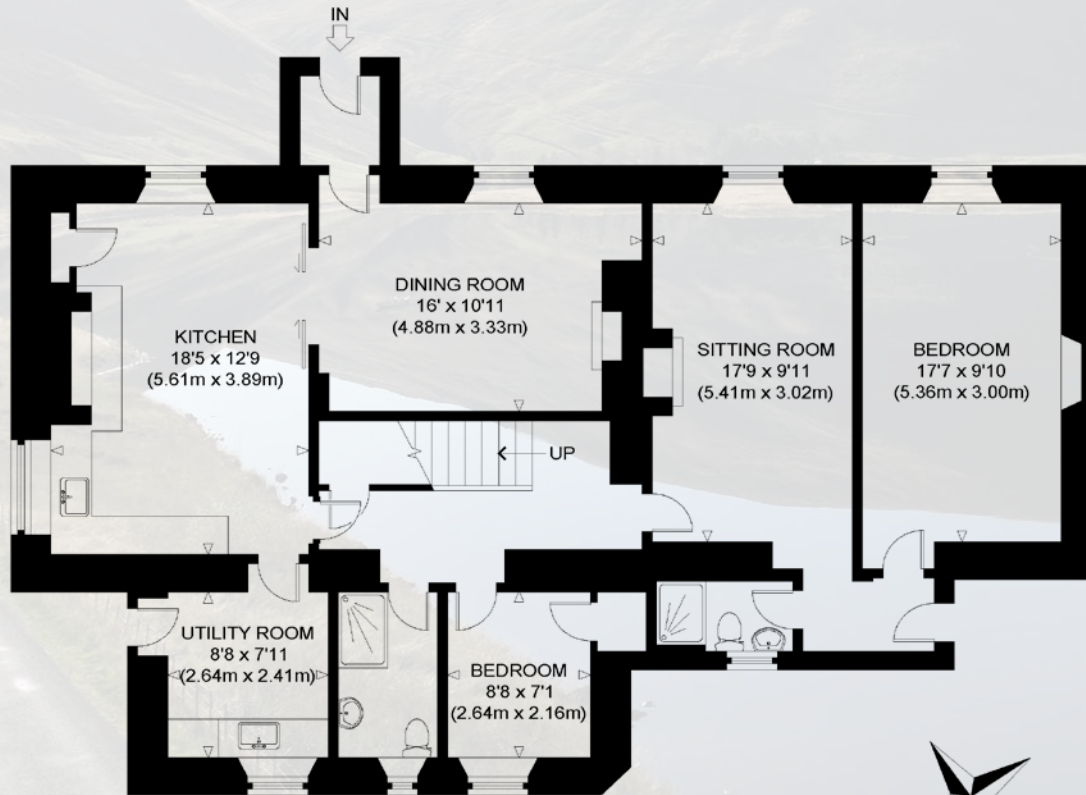 IN
DINING ROOM
16' x 10'11
(4.88m x 3.33m)
KITCHEN
18'5 x 12'9
(5.61m x 3.89m)
SITTING ROOM
17'9 x 9'11
(5.41m x 3.02m)
BEDROOM
17'7 x 9'10
(5.36m x 3.00m)
UP
UTILITY ROOM
8'8 x 7'11
(2.64m x 2.41m)
BEDROOM
8'8 x 7'1
(2.64m x 2.16m)